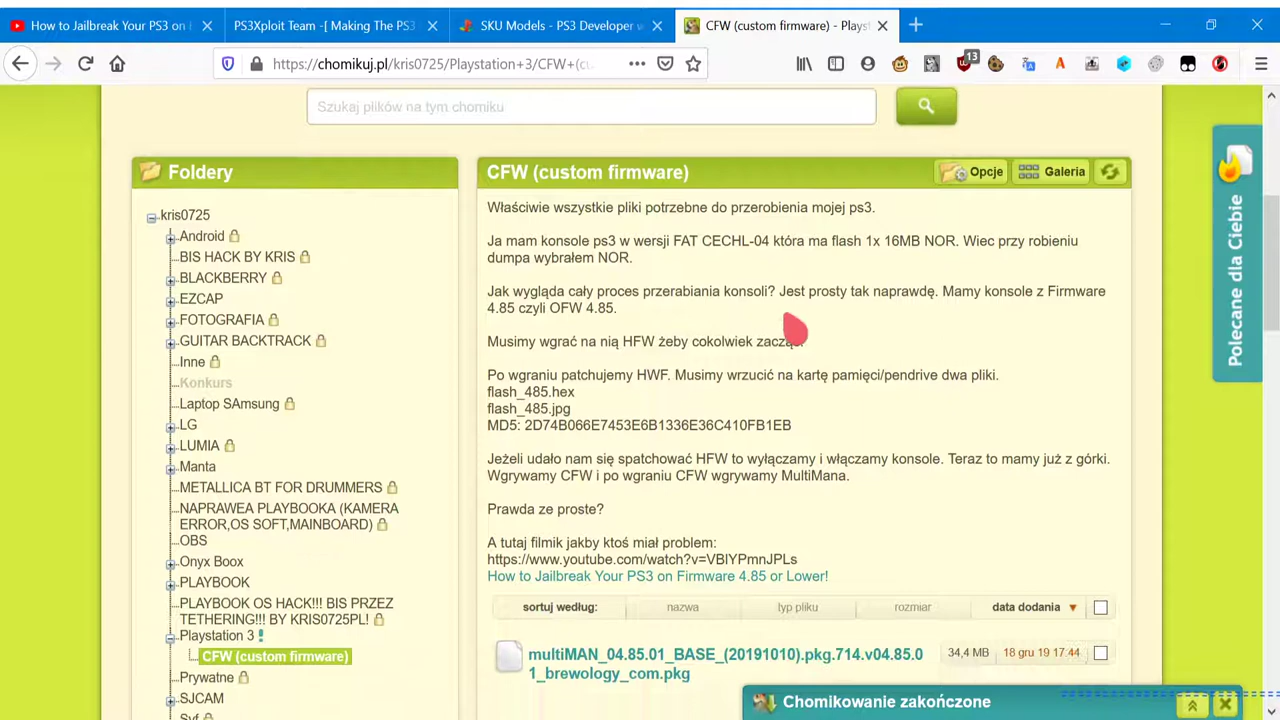 How to Jailbreak Your PS3 on
PS3Xploit Team -[ Making The PS3
SKU Models - PS3 Developer w
CFW (custom firmware) - Playst
https://chomikuj.pl/kris0725/Playstation+3/CFW+(cu
13
Szukaj plików na tym chomiku
Foldery
kris0725
Android
BIS HACK BY KRIS
BLACKBERRY
EZCAP
FOTOGRAFIA
GUITAR BACKTRACK
Inne
Konkurs
Laptop SAmsung
LG
LUMIA
Manta
METALLICA BT FOR DRUMMERS
NAPRAWEA PLAYBOOKA (KAMERA
ERROR,OS SOFT,MAINBOARD)
OBS
Onyx Boox
PLAYBOOK
PLAYBOOK OS HACK!!! BIS PRZEZ
TETHERING!!! BY KRIS0725PL!
Playstation 3 !
CFW (custom firmware)
Prywatne
SJCAM
Syf
CFW (custom firmware)
Opcje
Galeria
Właściwie wszystkie pliki potrzebne do przerobienia mojej ps3.
Ja mam konsole ps3 w wersji FAT CECHL-04 która ma flash 1x 16MB NOR. Wiec przy robieniu
dumpa wybrałem NOR.
Jak wygląda cały proces przerabiania konsoli? Jest prosty tak naprawdę. Mamy konsole z Firmware
4.85 czyli OFW 4.85.
Musimy wgrać na nią HFW żeby cokolwiek zacząć.
Po wgraniu patchujemy HWF. Musimy wrzucić na kartę pamięci/pendrive dwa pliki.
flash_485.hex
flash_485.jpg
MD5: 2D74B066E7453E6B1336E36C410FB1EB
Jeżeli udało nam się spatchować HFW to wyłączamy i włączamy konsole. Teraz to mamy już z górki.
Wgrywamy CFW i po wgraniu CFW wgrywamy MultiMana.
Prawda ze proste?
A tutaj filmik jakby ktoś miał problem:
https://www.youtube.com/watch?v=VBlYPmnJPLs
How to Jailbreak Your PS3 on Firmware 4.85 or Lower!
sortuj według:
nazwa
typ pliku
rozmiar
data dodania
multiMAN_04.85.01_BASE_(20191010).pkg.714.v04.85.0
1_brewology_com.pkg
34,4 MB
18 gru 19 17:44
Polecane dla Ciebie
Chomikowanie zakończone